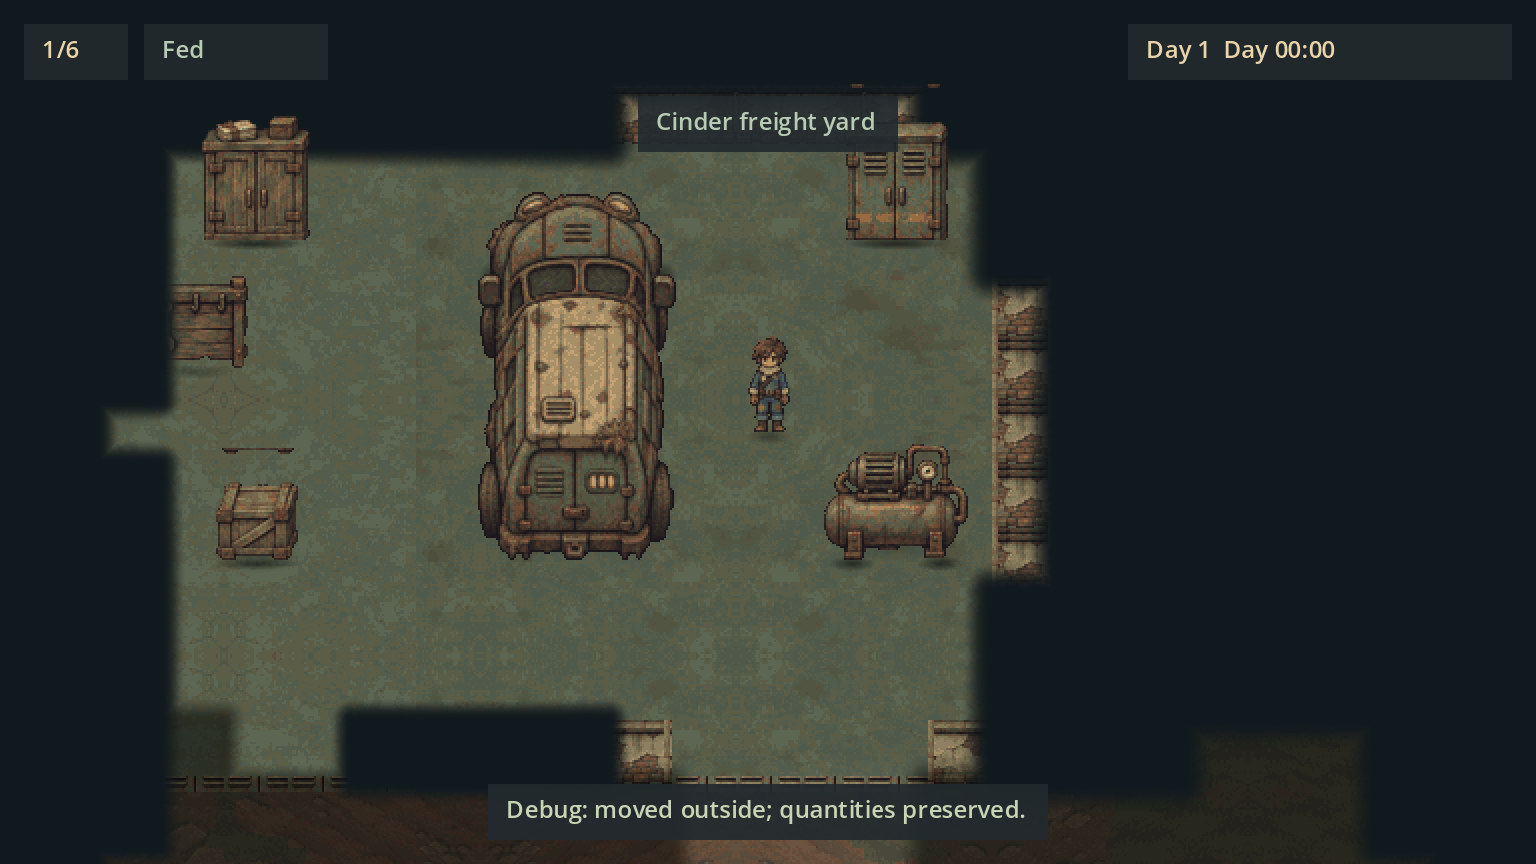 1/6
Fed
Day 1  Day 00:00
Cinder freight yard
Debug: moved outside; quantities preserved.